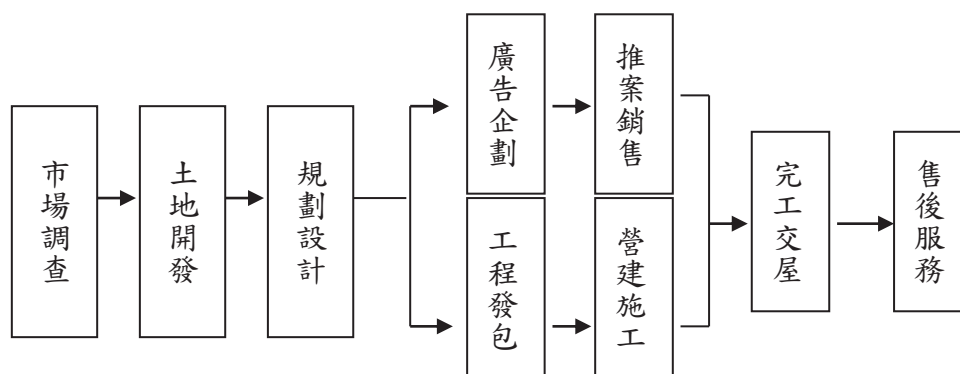 市場調查
土地開發
規劃設計
廣告企劃
推案銷售
工程發包
營建施工
完工交屋
售後服務